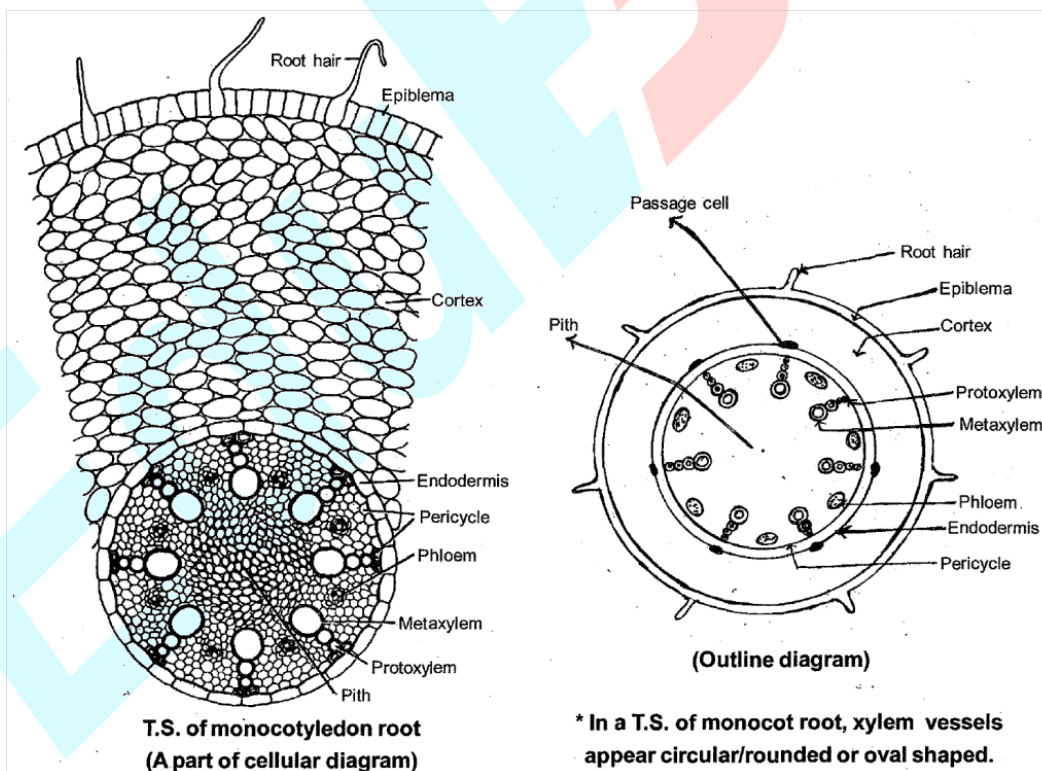 Root hair
Epiblema
Cortex
Endodermis
Pericycle
Phloem
Metaxylem
Protoxylem
Pith
T.S. of monocotyledon root
(A part of cellular diagram)
Passage cell
Root hair
Epiblema
Pith
Cortex
Protoxylem
Metaxylem
Phloem
Endodermis
Pericycle
(Outline diagram)
* In a T.S. of monocot root, xylem vessels
appear circular/rounded or oval shaped.